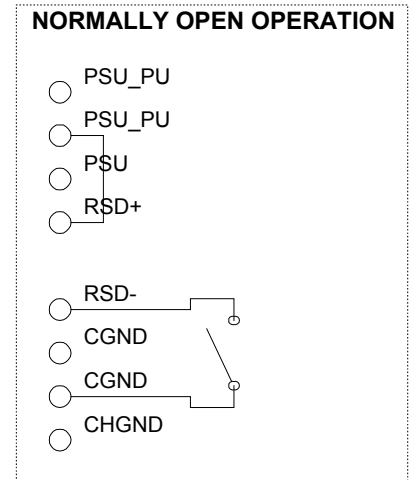 NORMALLY OPEN OPERATION
PSU_PU
PSU_PU
PSU
RSD+
RSD-
CGND
CGND
CHGND